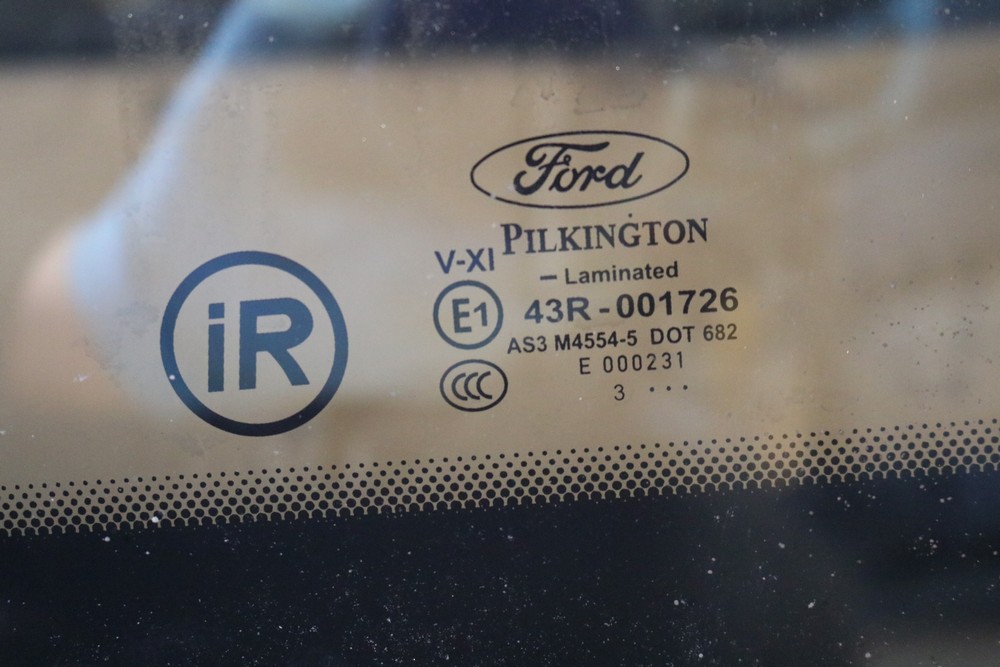 Ford
PILKINGTON
V-XI
– Laminated
iR
E1 43R-001726
AS3 M4554-5 DOT 682
CCC
E 000231
3 ...